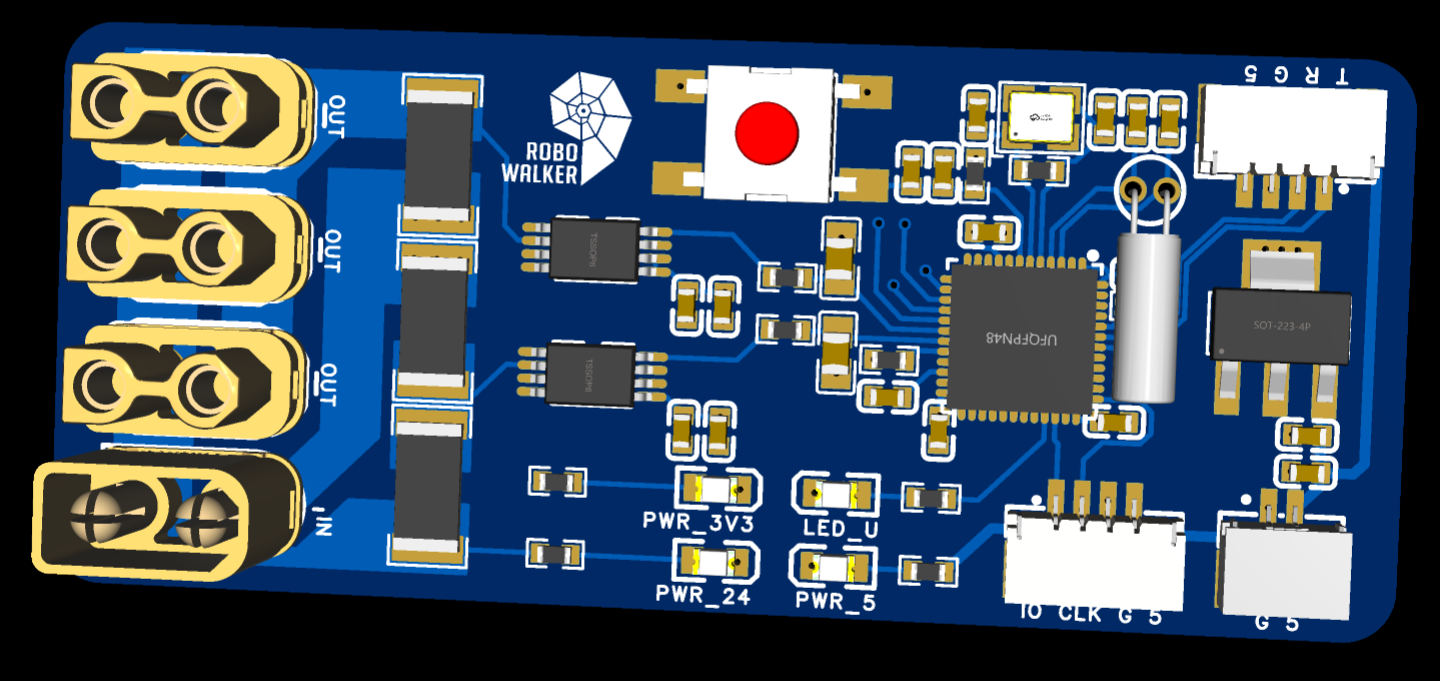 T R G 5
OUT
ROBO
WALKER
OUT
TSSOP8
UFQFPN48
SOT-223-4P
OUT
TSSOP8
IN
PWR_3V3
LED_U
PWR_24
PWR_5
IO CLK G 5
G 5